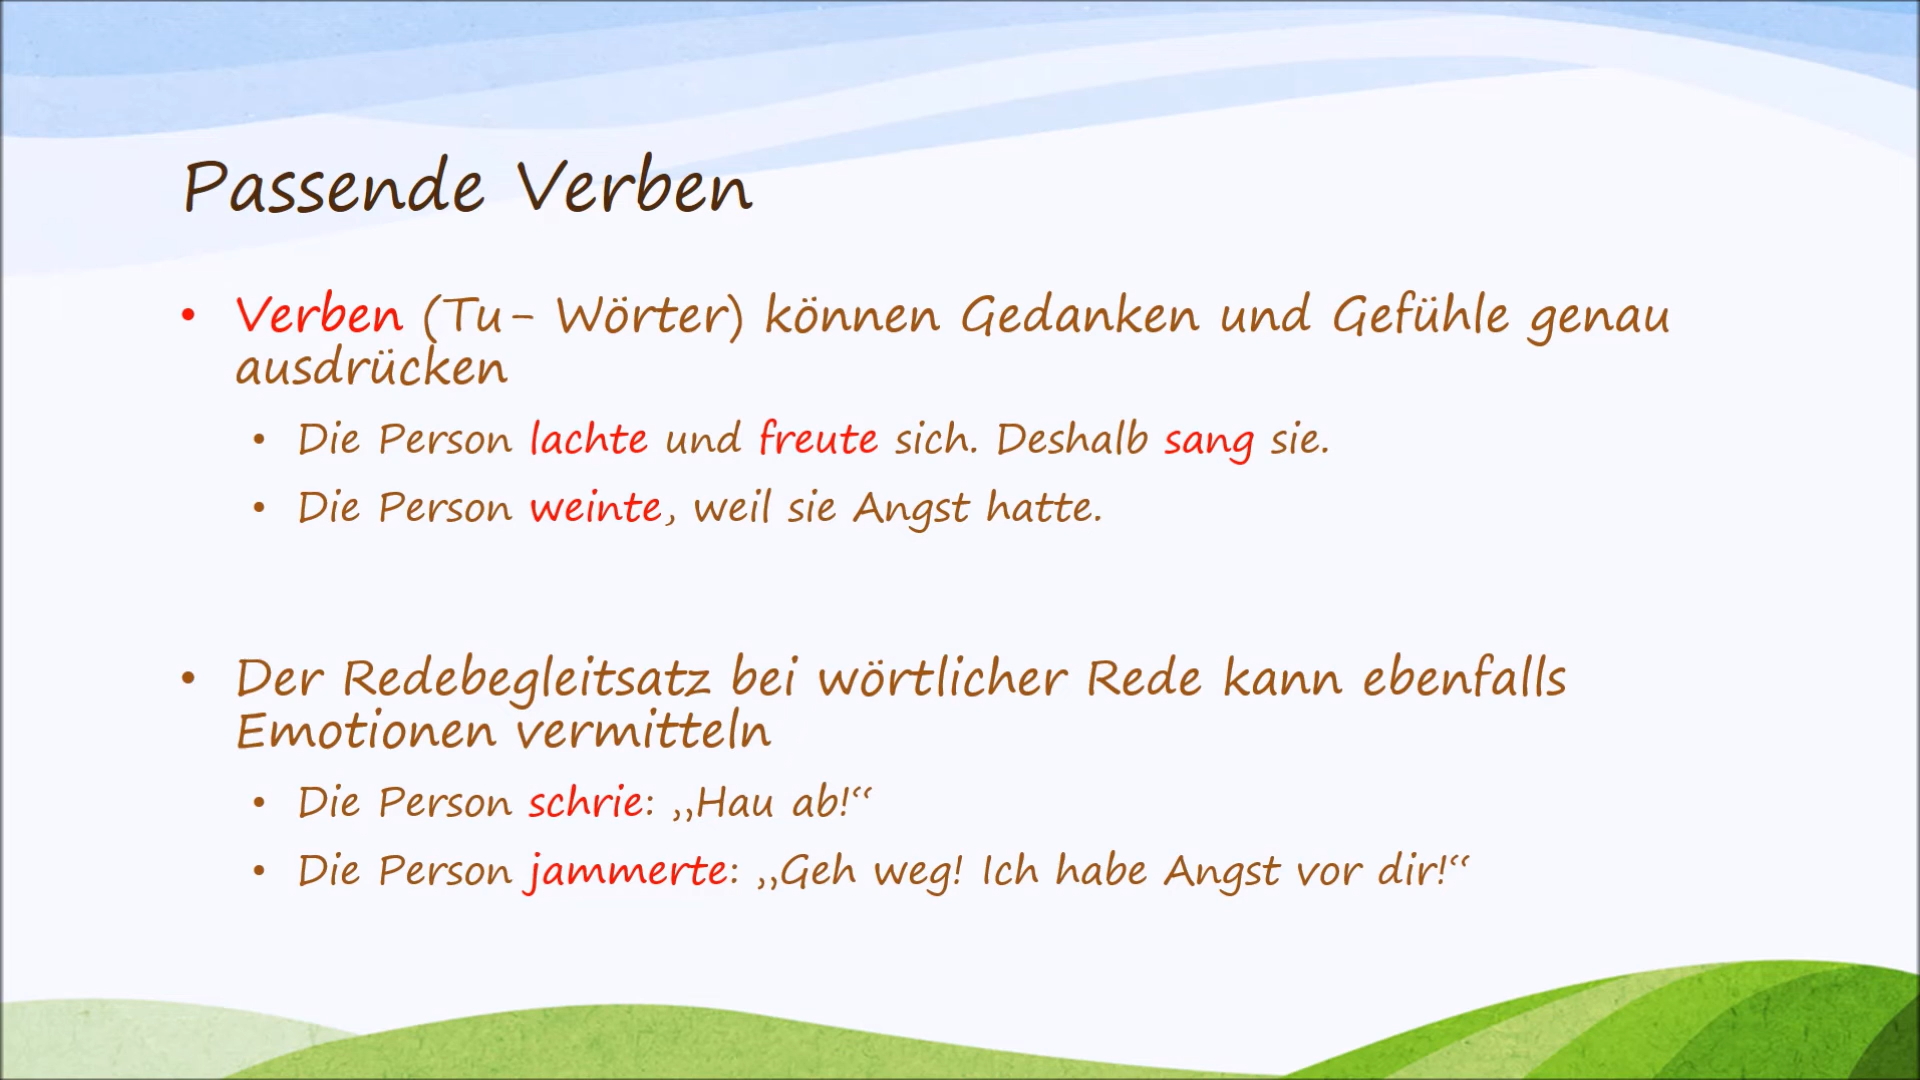 Passende Verben
• Verben (Tu- Wörter) können Gedanken und Gefühle genau
ausdrücken
• Die Person lachte und freute sich. Deshalb sang sie.
• Die Person weinte, weil sie Angst hatte.
• Der Redebegleitsatz bei wörtlicher Rede kann ebenfalls
Emotionen vermitteln
• Die Person schrie: „Hau ab!“
• Die Person jammerte: „Geh weg! Ich habe Angst vor dir!“